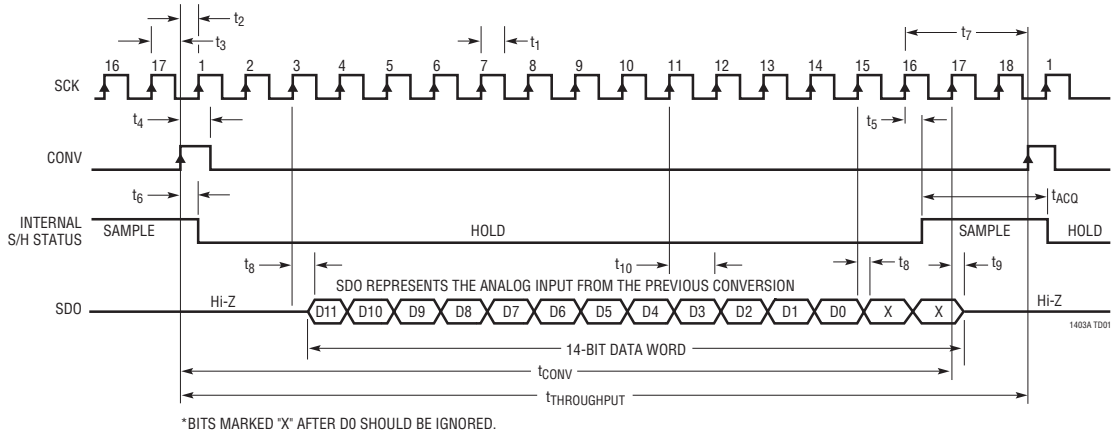 t2
t3
t1
t7
16 17 1 2 3 4 5 6 7 8 9 10 11 12 13 14 15 16 17 18 1
SCK
t4
t5
CONV
t6
tACQ
INTERNAL
S/H STATUS
SAMPLE HOLD SAMPLE HOLD
t8 t10 t8 t9
SDO REPRESENTS THE ANALOG INPUT FROM THE PREVIOUS CONVERSION
SDO Hi-Z D11 D10 D9 D8 D7 D6 D5 D4 D3 D2 D1 D0 X X Hi-Z
1403A TD01
14-BIT DATA WORD
tCONV
tTHROUGHPUT
*BITS MARKED "X" AFTER D0 SHOULD BE IGNORED.